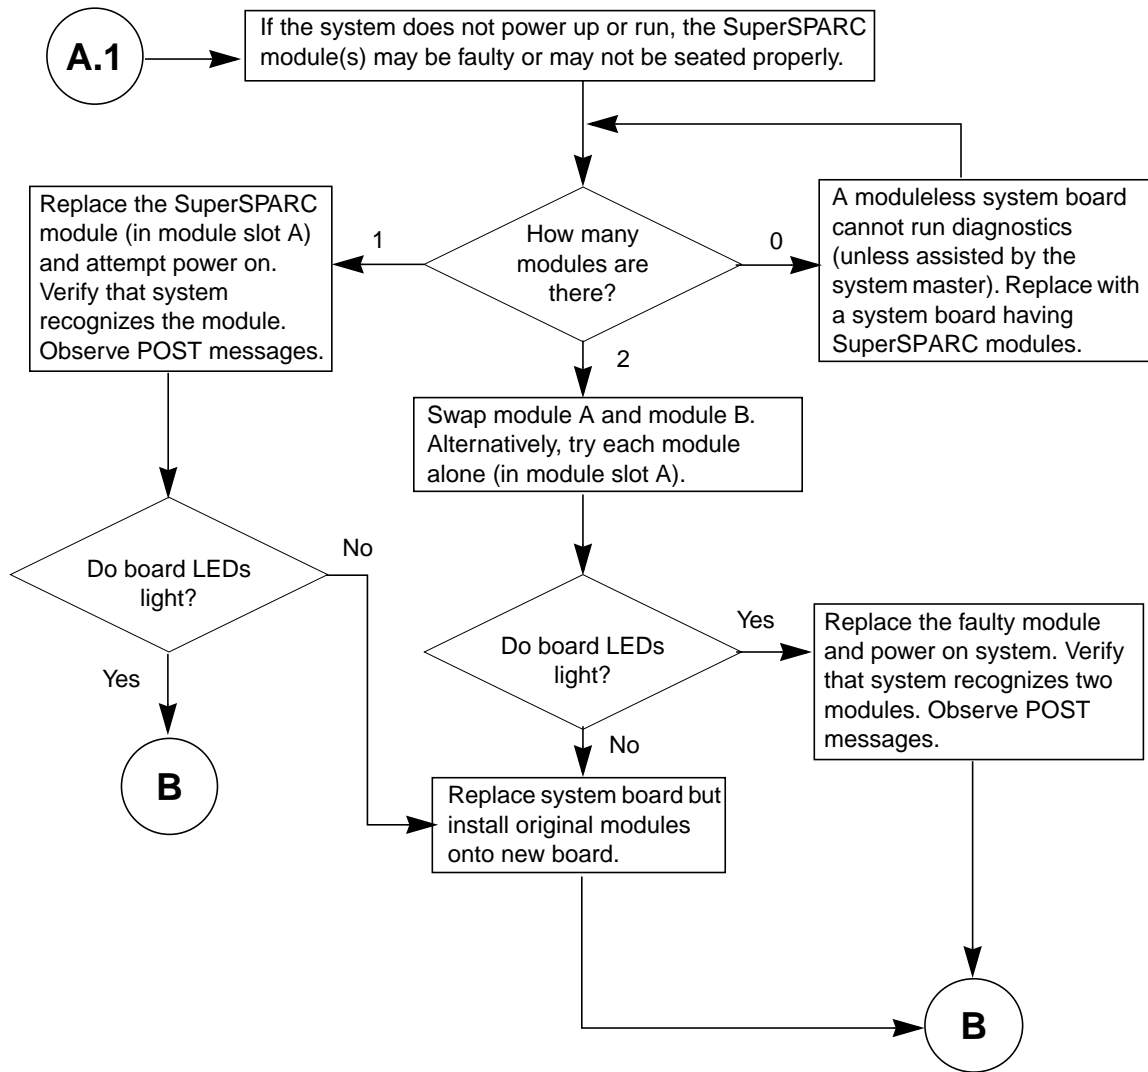 A.1
If the system does not power up or run, the SuperSPARC
module(s) may be faulty or may not be seated properly.
Replace the SuperSPARC
module (in module slot A)
and attempt power on.
Verify that system
recognizes the module.
Observe POST messages.
1
How many
modules are
there?
0
A moduleless system board
cannot run diagnostics
(unless assisted by the
system master). Replace with
a system board having
SuperSPARC modules.
2
Swap module A and module B.
Alternatively, try each module
alone (in module slot A).
Do board LEDs
light?
No
Yes
B
Do board LEDs
light?
Yes
Replace the faulty module
and power on system. Verify
that system recognizes two
modules. Observe POST
messages.
No
Replace system board but
install original modules
onto new board.
B